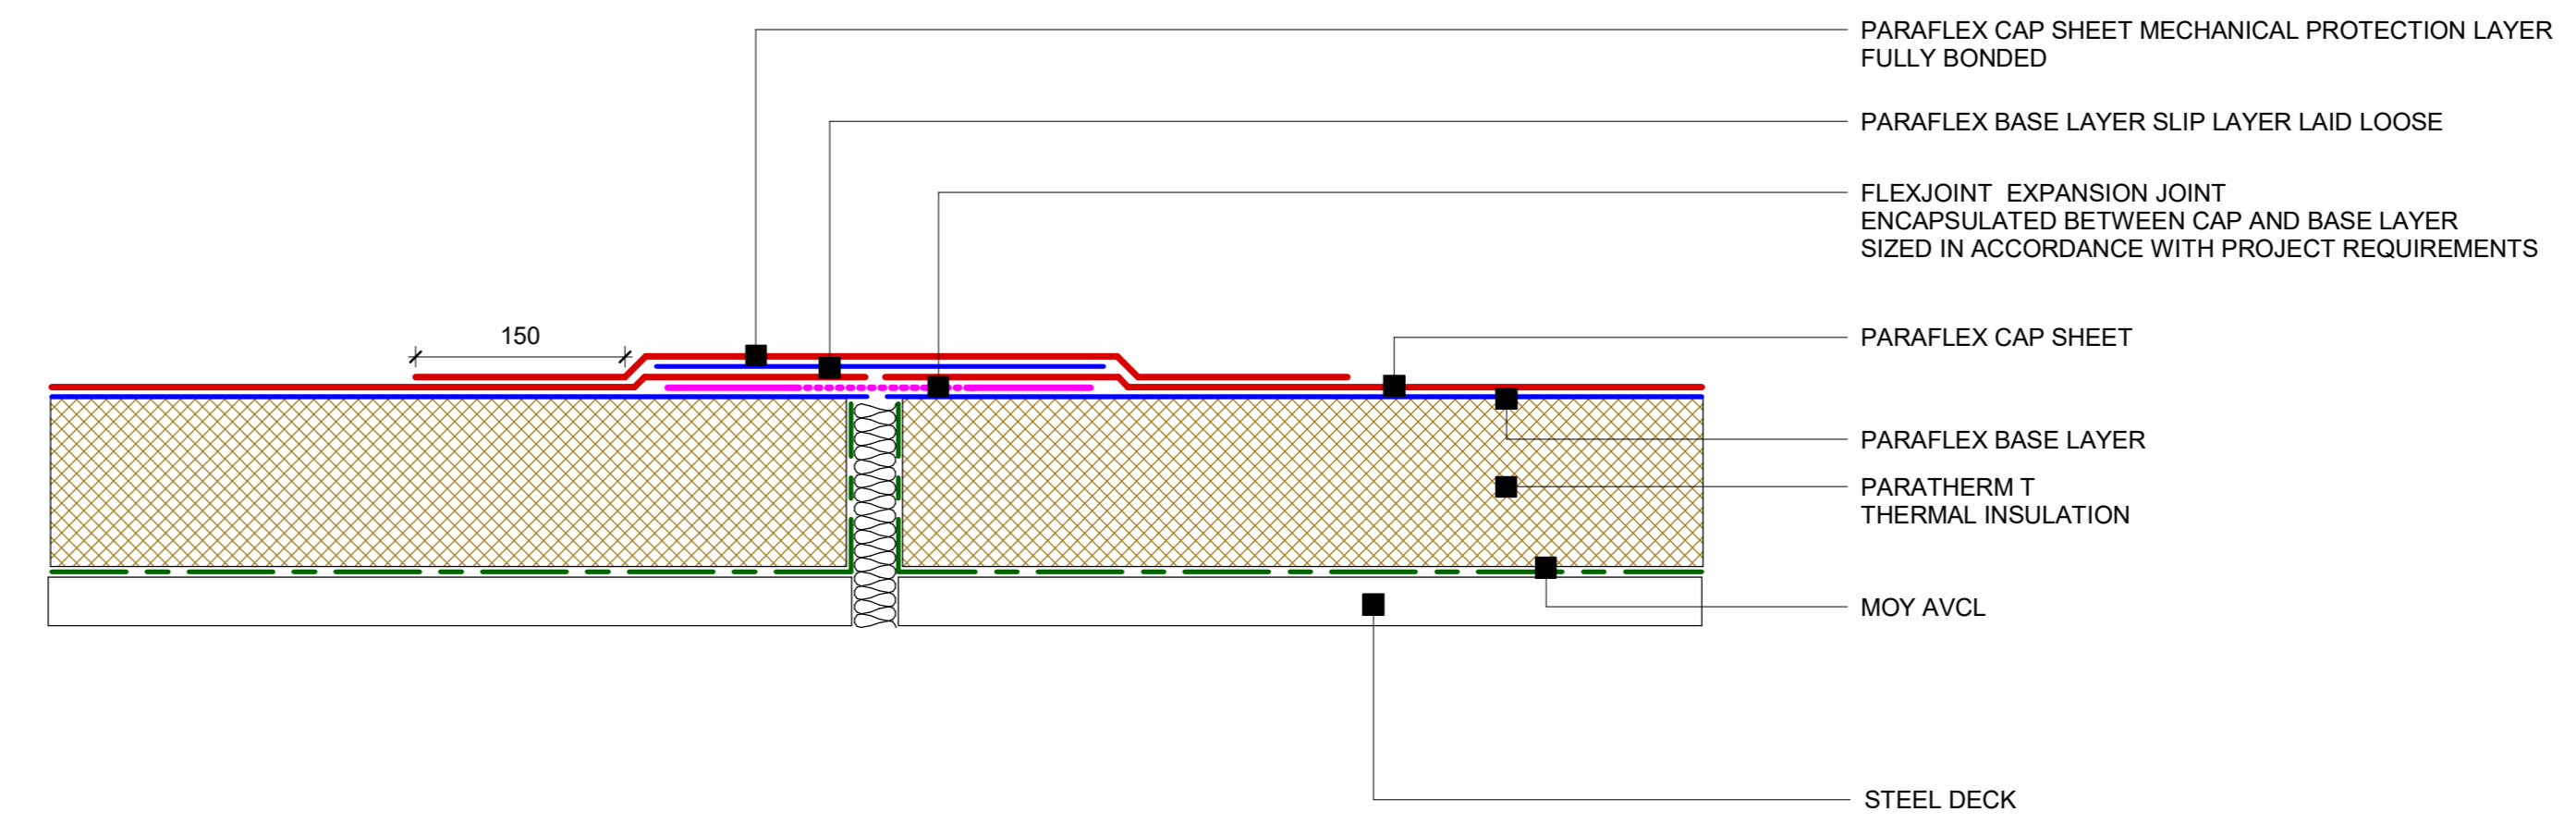 PARAFLEX CAP SHEET MECHANICAL PROTECTION LAYER
FULLY BONDED
PARAFLEX BASE LAYER SLIP LAYER LAID LOOSE
FLEXJOINT  EXPANSION JOINT
ENCAPSULATED BETWEEN CAP AND BASE LAYER
SIZED IN ACCORDANCE WITH PROJECT REQUIREMENTS
150
PARAFLEX CAP SHEET
PARAFLEX BASE LAYER
PARATHERM T
THERMAL INSULATION
MOY AVCL
STEEL DECK